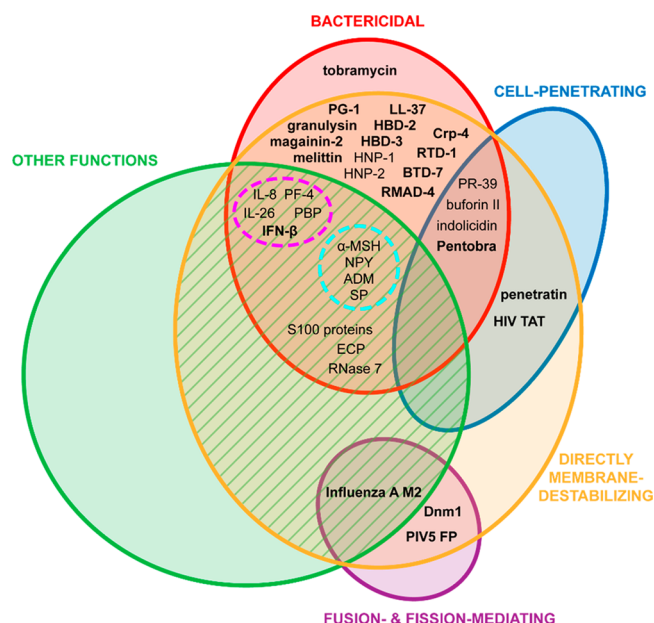 BACTERICIDAL
tobramycin
CELL-PENETRATING
PG-1 LL-37
granulysin HBD-2
magainin-2 HBD-3 Crp-4
melittin HNP-1 RTD-1
HNP-2 BTD-7
RMAD-4
OTHER FUNCTIONS
IL-8 PF-4
IL-26 PBP
IFN-β
α-MSH
NPY
ADM
SP
PR-39
buforin II
indolicidin
Pentobra
penetratin
HIV TAT
S100 proteins
ECP
RNase 7
DIRECTLY
MEMBRANE-
DESTABILIZING
Influenza A M2
Dnm1
PIV5 FP
FUSION- & FISSION-MEDIATING